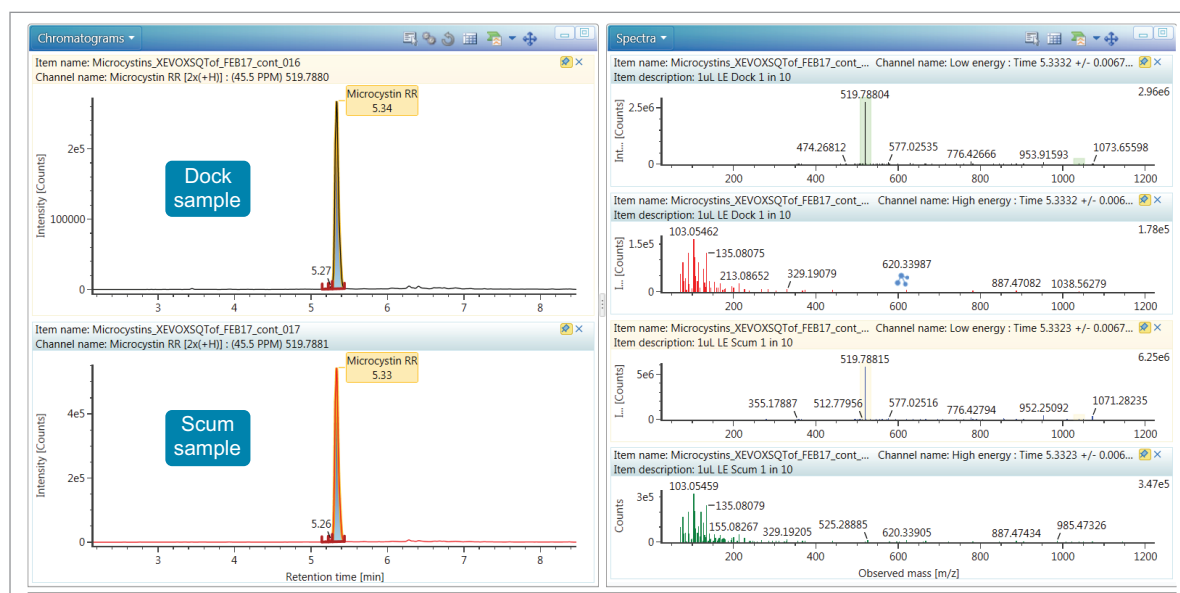 Chromatograms
Item name: Microcystins_XEVOXSQTof_FEB17_cont_016
Channel name: Microcystin RR [2x(+H)] : (45.5 PPM) 519.7880
Microcystin RR
5.34
2e5
Dock
sample
100000
5.27
0
Intensity [Counts]
3 4 5 6 7 8
Item name: Microcystins_XEVOXSQTof_FEB17_cont_017
Channel name: Microcystin RR [2x(+H)] : (45.5 PPM) 519.7881
Microcystin RR
5.33
4e5
Scum
sample
2e5
5.26
0
Intensity [Counts]
3 4 5 6 7 8
Retention time [min]
Spectra
Item name: Microcystins_XEVOXSQTof_FEB17_cont_... Channel name: Low energy : Time 5.3332 +/- 0.0067...
Item description: 1uL LE Dock 1 in 10
2.96e6
519.78804
2.5e6
474.26812 577.02535 776.42666 953.91593 1073.65598
0
Int... [Counts]
200 400 600 800 1000 1200
Item name: Microcystins_XEVOXSQTof_FEB17_cont_... Channel name: High energy : Time 5.3332 +/- 0.006...
Item description: 1uL LE Dock 1 in 10
1.78e5
103.05462
1.5e5
135.08075
620.33987
213.08652 329.19079 887.47082 1038.56279
0
I... [Counts]
200 400 600 800 1000 1200
Item name: Microcystins_XEVOXSQTof_FEB17_cont_... Channel name: Low energy : Time 5.3323 +/- 0.0067...
Item description: 1uL LE Scum 1 in 10
6.25e6
519.78815
5e6
355.17887 512.77956 577.02516 776.42794 952.25092 1071.28235
0
I... [Counts]
200 400 600 800 1000 1200
Item name: Microcystins_XEVOXSQTof_FEB17_cont_... Channel name: High energy : Time 5.3323 +/- 0.006...
Item description: 1uL LE Scum 1 in 10
3.47e5
103.05459
3e5
135.08079
155.08267 329.19205 525.28885 620.33905 887.47434 985.47326
0
Counts
200 400 600 800 1000 1200
Observed mass [m/z]